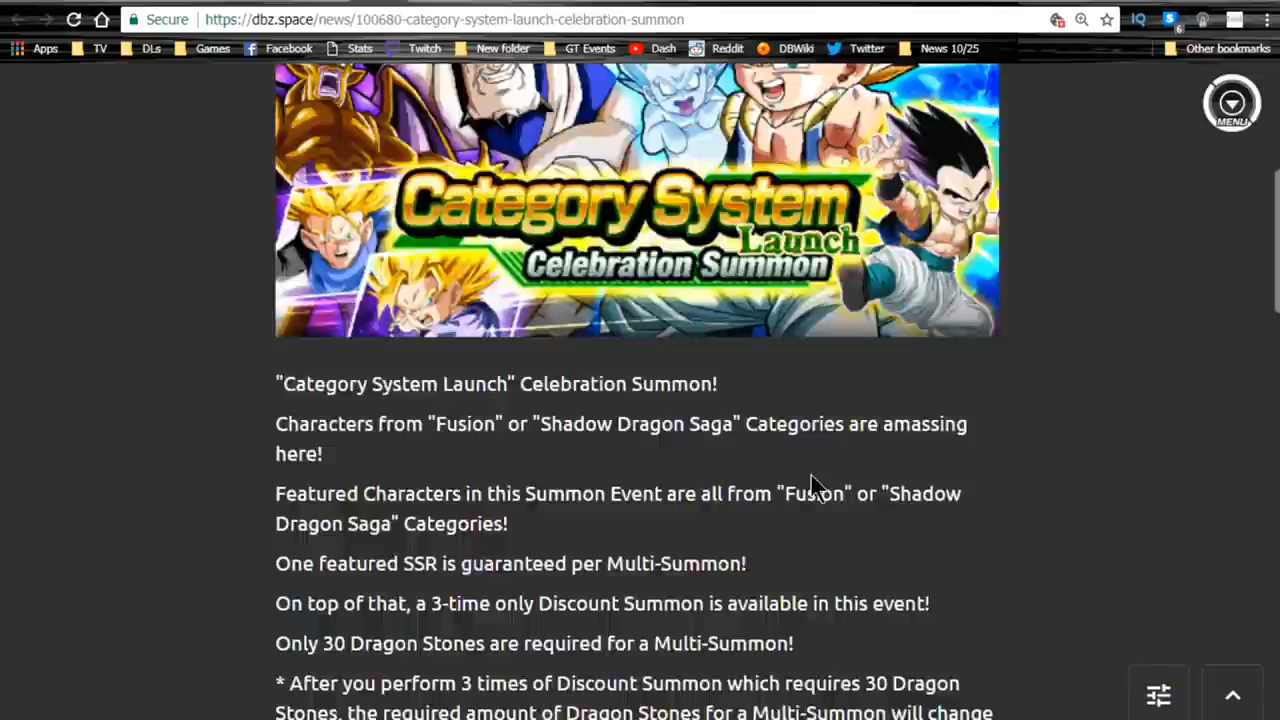 Secure https://dbz.space/news/100680-category-system-launch-celebration-summon
IQ S 6
Apps TV DLs Games Facebook Stats Twitch New folder GT Events Dash Reddit DBWiki Twitter News 10/25 Other bookmarks
MENU
Category System
Launch
Celebration Summon
"Category System Launch" Celebration Summon!
Characters from "Fusion" or "Shadow Dragon Saga" Categories are amassing
here!
Featured Characters in this Summon Event are all from "Fusion" or "Shadow
Dragon Saga" Categories!
One featured SSR is guaranteed per Multi-Summon!
On top of that, a 3-time only Discount Summon is available in this event!
Only 30 Dragon Stones are required for a Multi-Summon!
* After you perform 3 times of Discount Summon which requires 30 Dragon
Stones, the required amount of Dragon Stones for a Multi-Summon will change